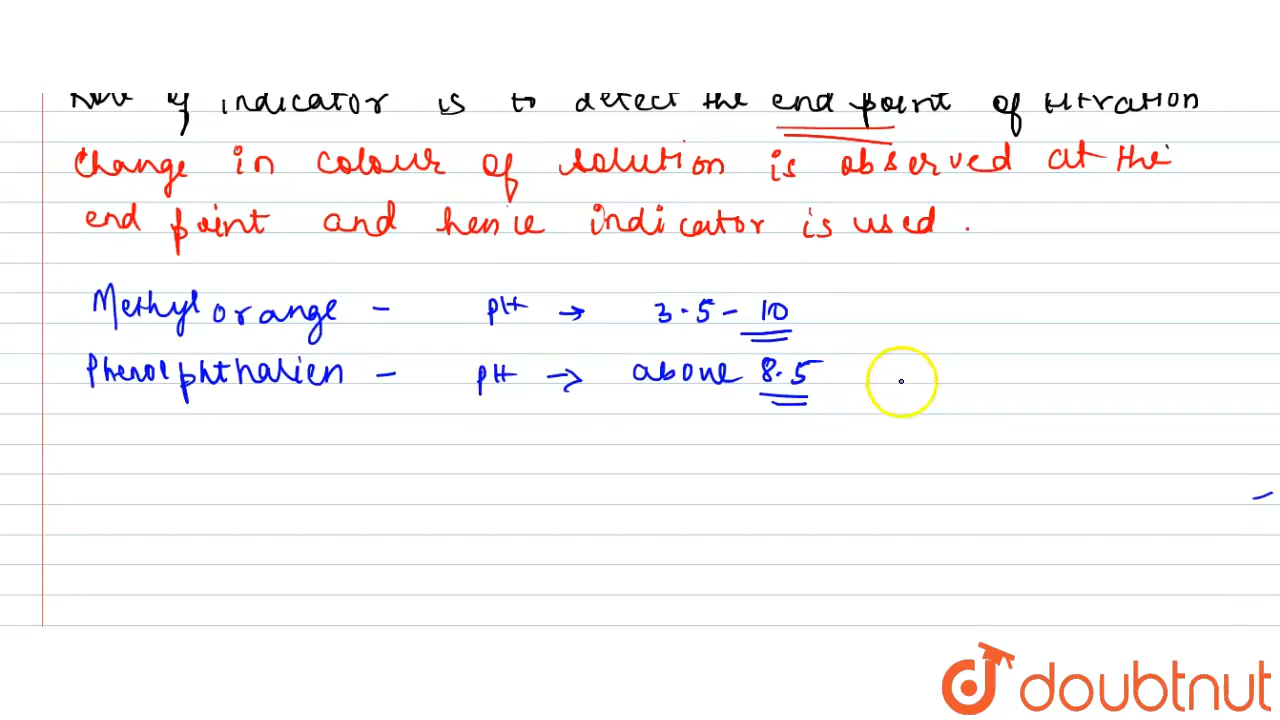 Role of indicator is to detect the end point of titration
Change in colour of solution is observed at the
end point and hence indicator is used.
Methyl orange - pH → 3.5 - 10
Phenolphthalien - pH → above 8.5
doubtnut